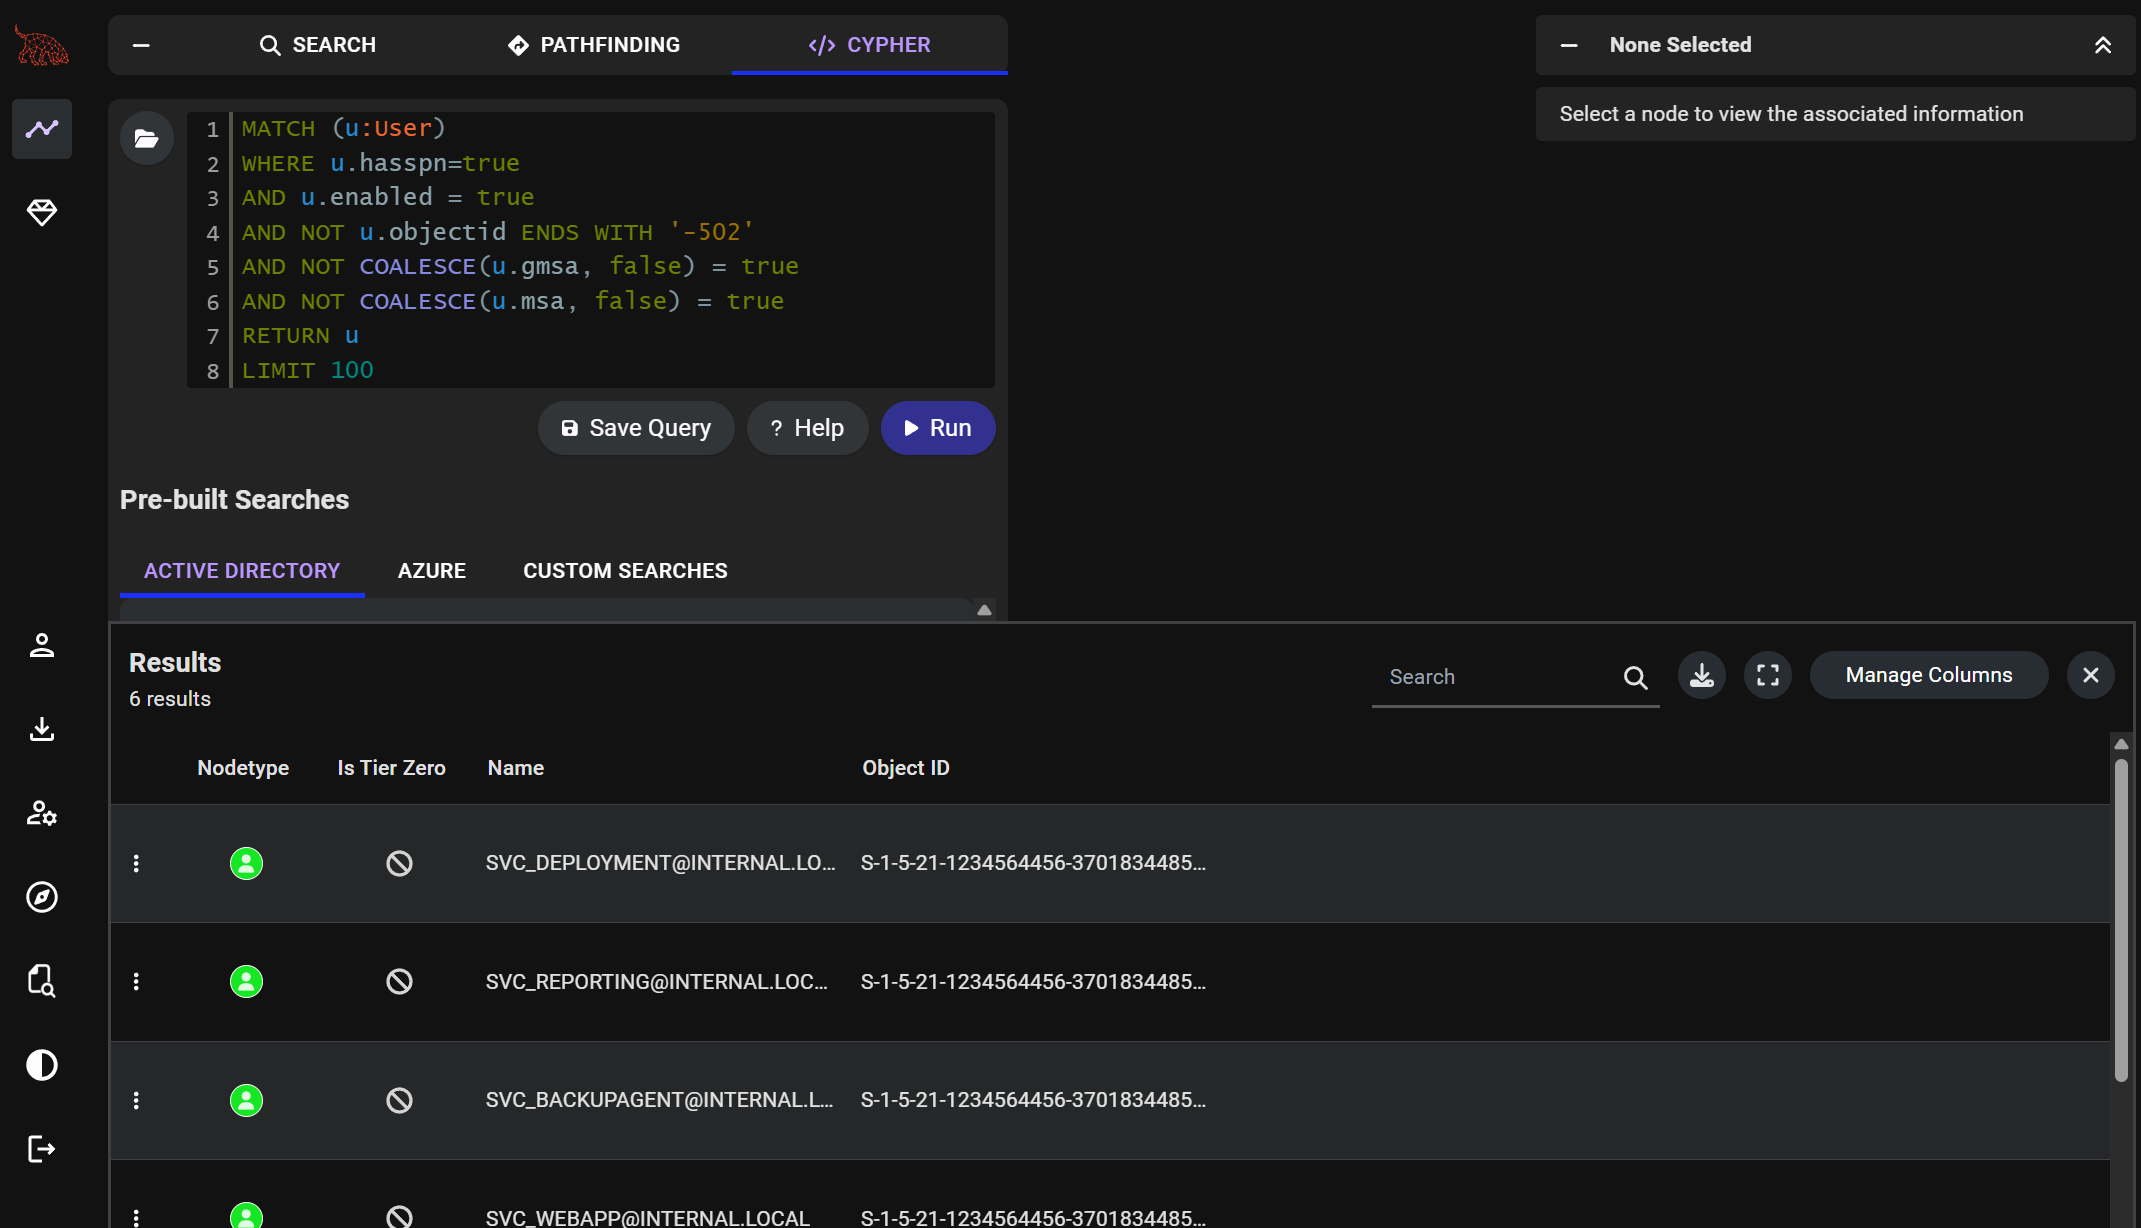 SEARCH
PATHFINDING
</> CYPHER
None Selected
Select a node to view the associated information
1 MATCH (u:User)
2 WHERE u.hasspn=true
3 AND u.enabled = true
4 AND NOT u.objectid ENDS WITH '-502'
5 AND NOT COALESCE(u.gmsa, false) = true
6 AND NOT COALESCE(u.msa, false) = true
7 RETURN u
8 LIMIT 100
Save Query
? Help
Run
Pre-built Searches
ACTIVE DIRECTORY
AZURE
CUSTOM SEARCHES
Results
6 results
Search
Manage Columns
Nodetype Is Tier Zero Name Object ID
SVC_DEPLOYMENT@INTERNAL.LO... S-1-5-21-1234564456-3701834485...
SVC_REPORTING@INTERNAL.LOC... S-1-5-21-1234564456-3701834485...
SVC_BACKUPAGENT@INTERNAL.L... S-1-5-21-1234564456-3701834485...
SVC_WEBAPP@INTERNAL.LOCAL S-1-5-21-1234564456-3701834485...